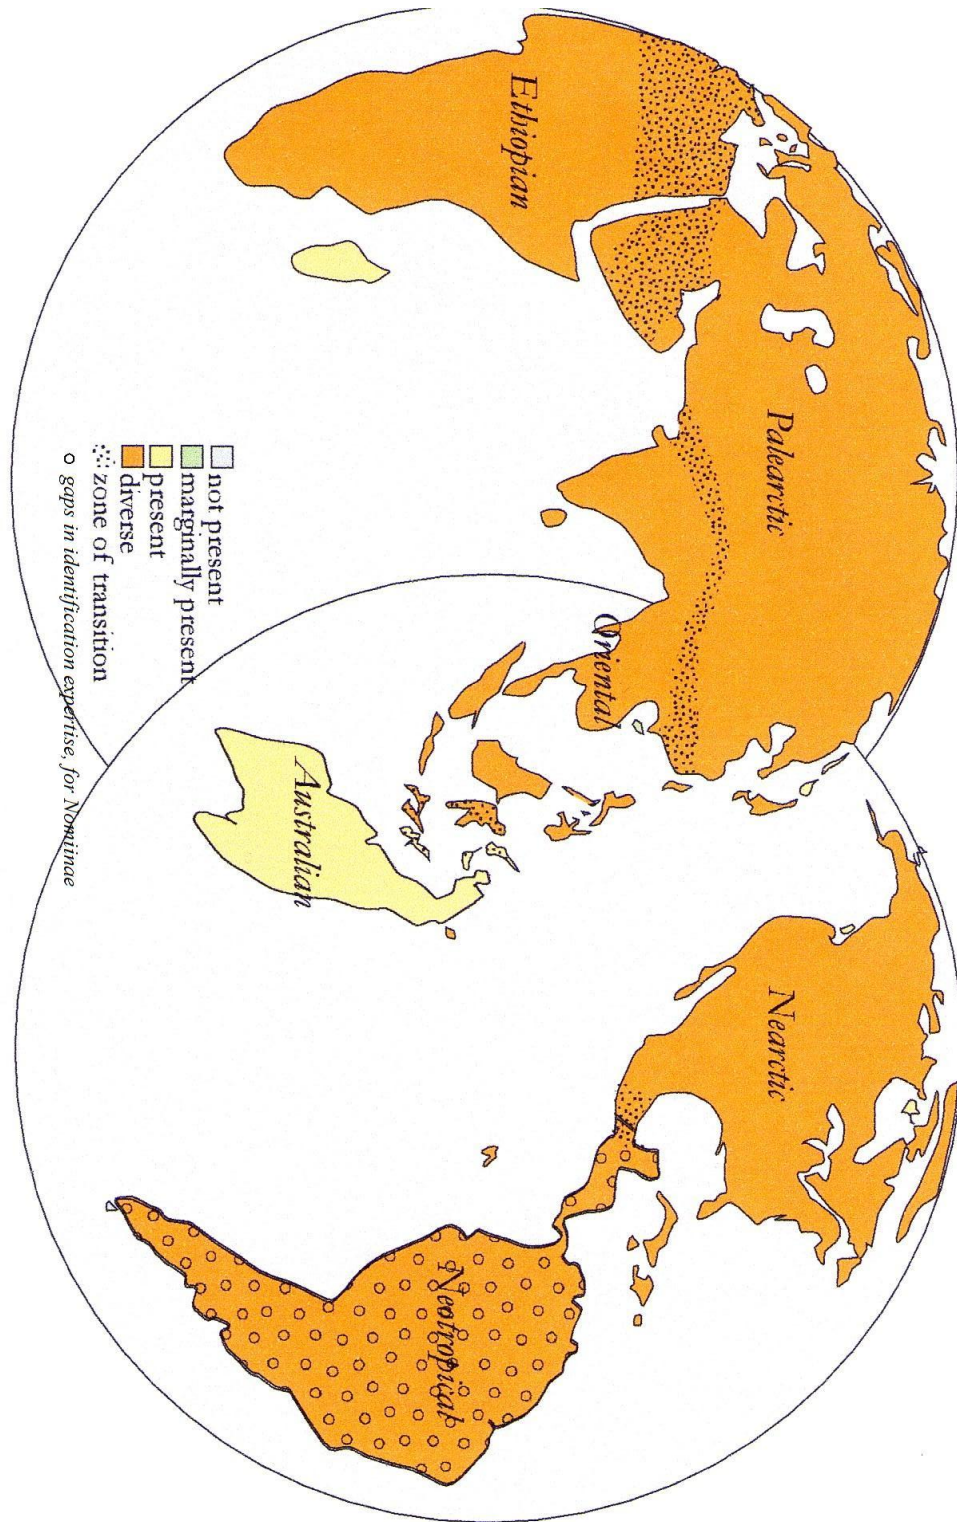 Ethiopian
Palearctic
Oriental
Australian
Nearctic
Neotropical
not present
marginally present
present
diverse
zone of transition
o gaps in identification expertise, for Nomiinae